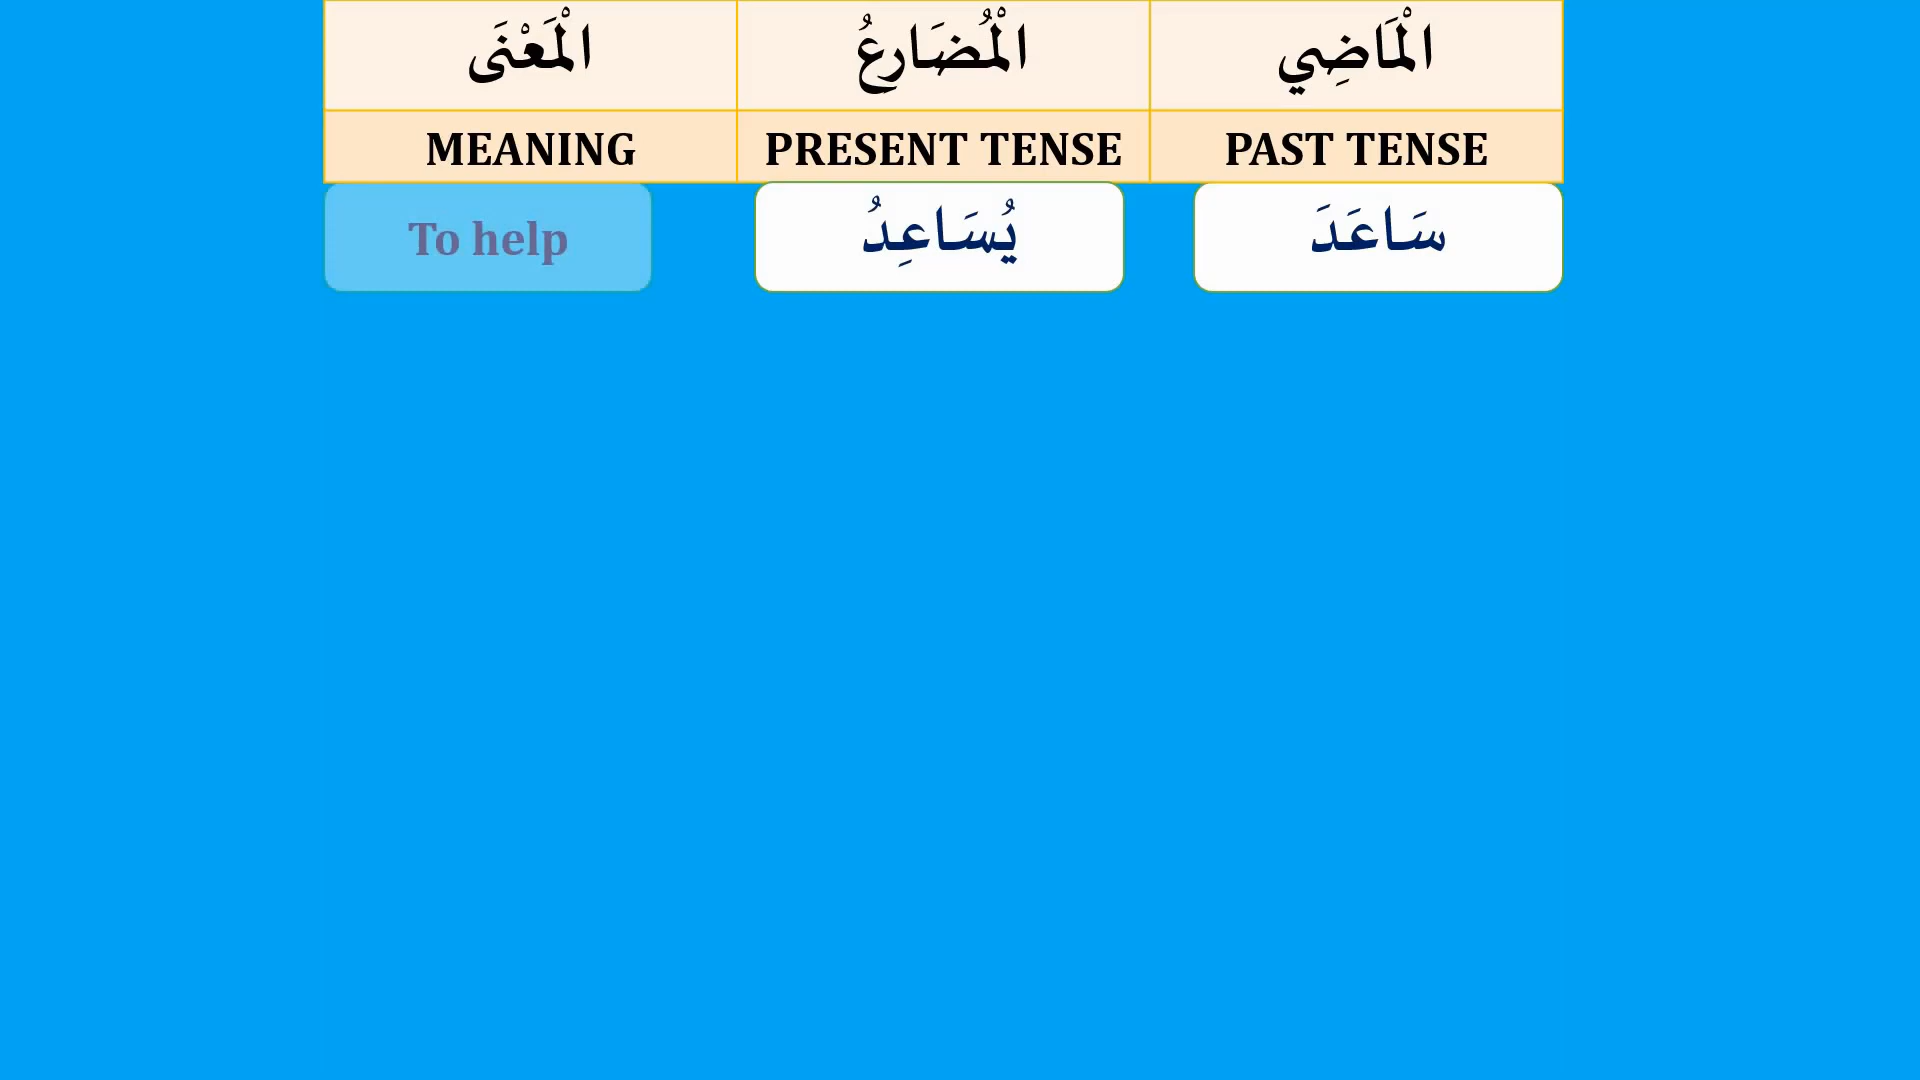 الْمَاضِي الْمُضَارِعُ الْمَعْنَى
MEANING PRESENT TENSE PAST TENSE
سَاعَدَ يُسَاعِدُ To help